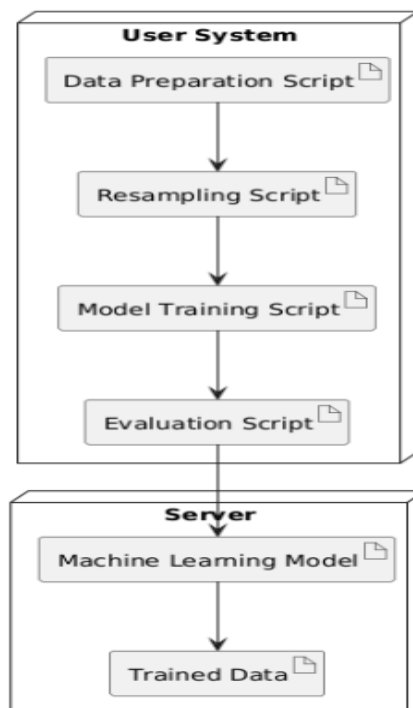 User System
Data Preparation Script
Resampling Script
Model Training Script
Evaluation Script
Server
Machine Learning Model
Trained Data